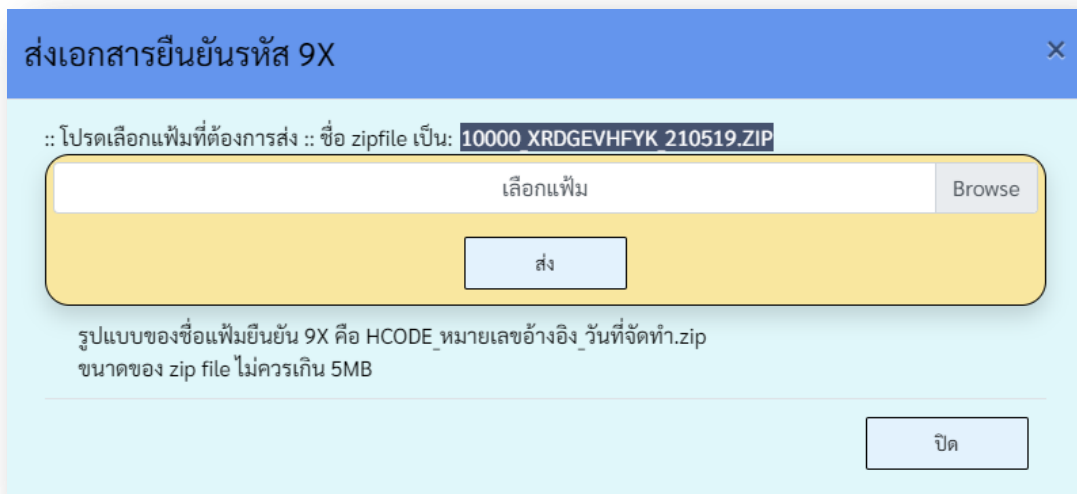 ส่งเอกสารยืนยันรหัส 9X ×
:: โปรดเลือกแฟ้มที่ต้องการส่ง :: ชื่อ zipfile เป็น: 10000_XRDGEVHFYK_210519.ZIP
เลือกแฟ้ม Browse
ส่ง
รูปแบบของชื่อแฟ้มยืนยัน 9X คือ HCODE_หมายเลขอ้างอิง_วันที่จัดทำ.zip
ขนาดของ zip file ไม่ควรเกิน 5MB
ปิด